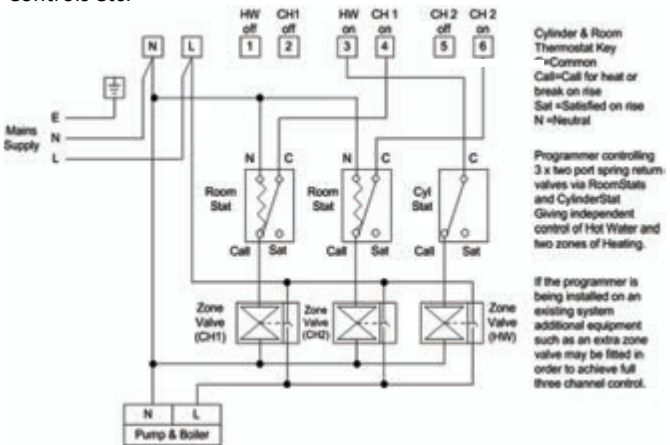 Controls Ltd.
HW off CH1 off HW on CH 1 on CH 2 off CH 2 on
N L 1 2 3 4 5 6
Cylinder & Room
Thermostat Key
=Common
Call=Call for heat or
break on rise
Sat =Satisfied on rise
N =Neutral
E
Mains Supply N
L
N C N C C
Room Stat Room Stat Cyl Stat
Call Sat Call Sat Call Sat
Programmer controlling
3 x two port spring return
valves via RoomStats
and CylinderStat
Giving independent
control of Hot Water and
two zones of Heating.
Zone Valve (CH1) Zone Valve (CH2) Zone Valve (HW)
If the programmer is
being installed on an
existing system
additional equipment
such as an extra zone
valve may be fitted in
order to achieve full
three channel control.
N L
Pump & Boiler